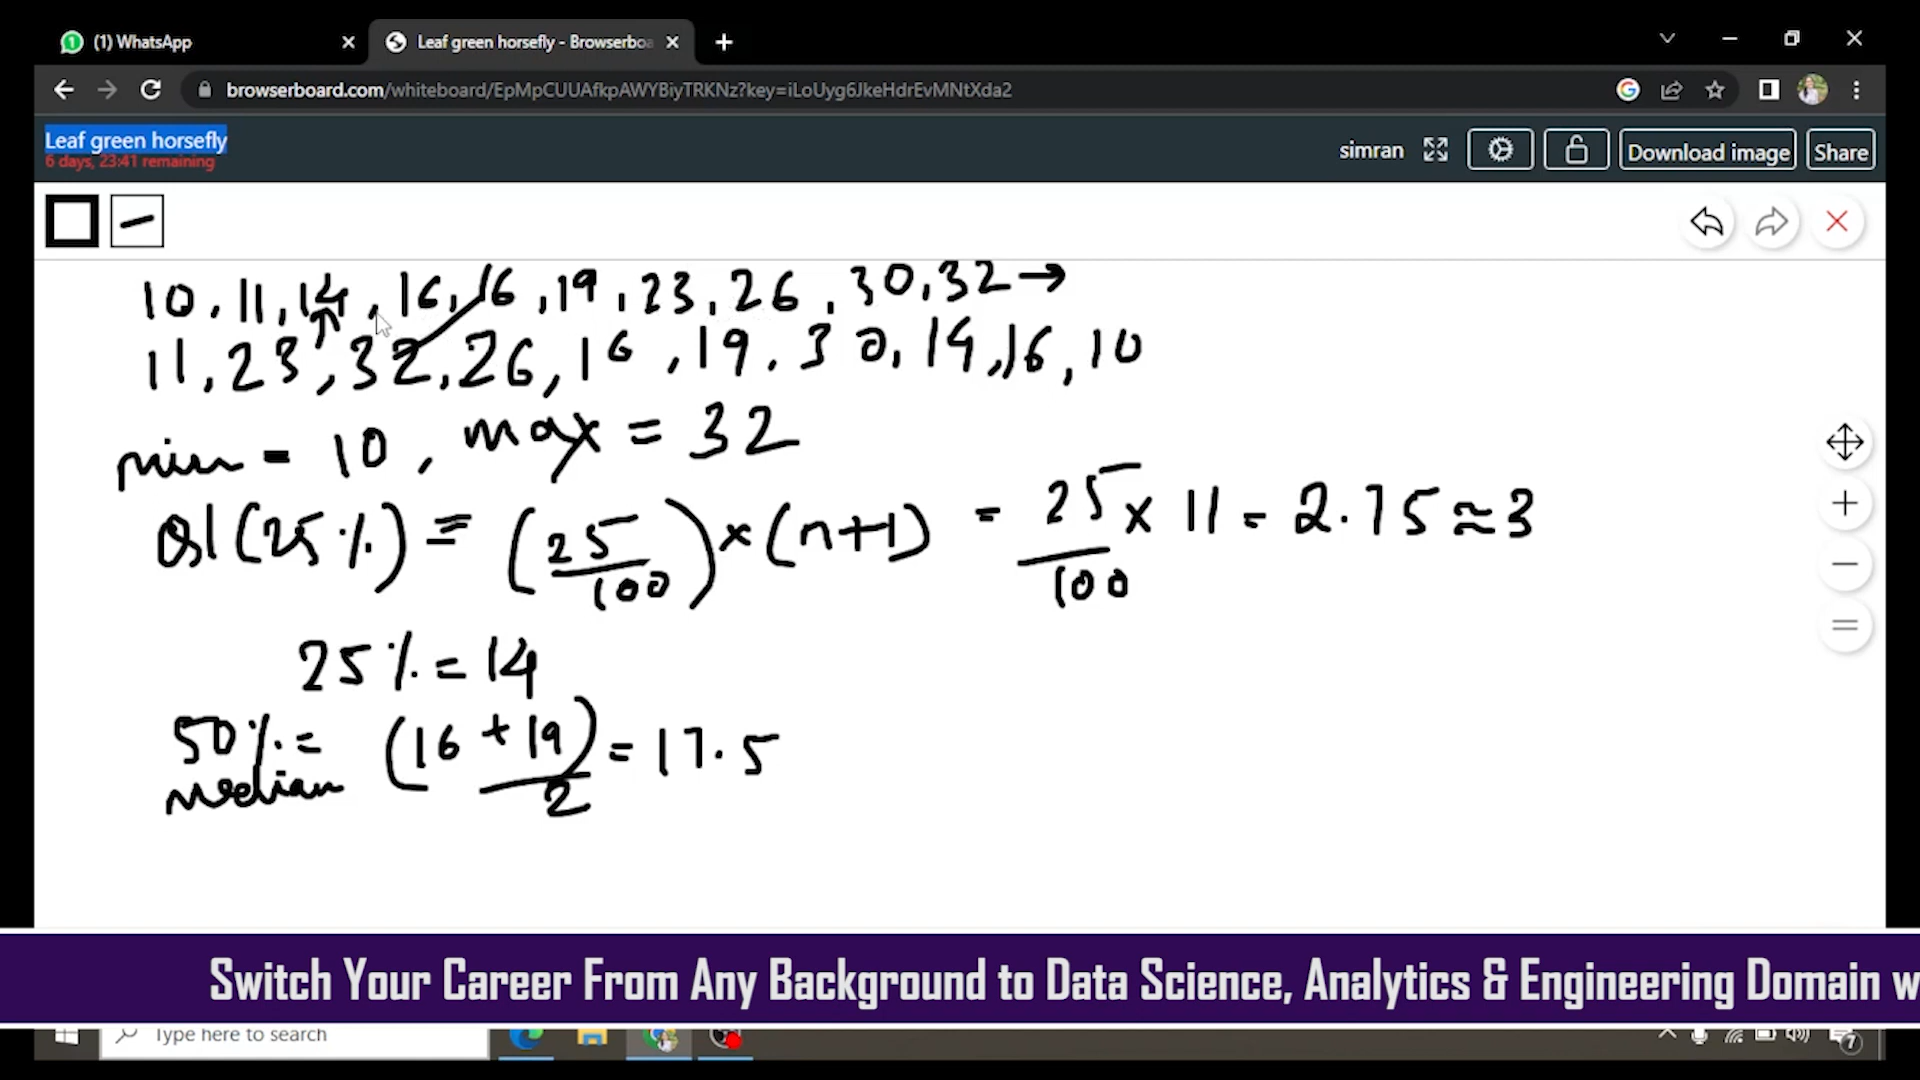 (1) WhatsApp
Leaf green horsefly - Browserboa
browserboard.com/whiteboard/EpMpCUUAfkpAWYBiyTRKNz?key=iLoUyg6JkeHdrEvMNtXda2
Leaf green horsefly
6 days, 23:41 remaining
simran
Download image
Share
10, 11, 14, 16, 16, 19, 23, 26, 30, 32 →
11, 23, 32, 26, 16, 19, 30, 14, 16, 10
min = 10, max = 32
Q1 (25%) = (25/100) × (n+1) = 25/100 × 11 = 2.75 ≈ 3
25% = 14
50% = (16 + 19)/2 = 17.5
median
Switch Your Career From Any Background to Data Science, Analytics & Engineering Domain w
Type here to search
7